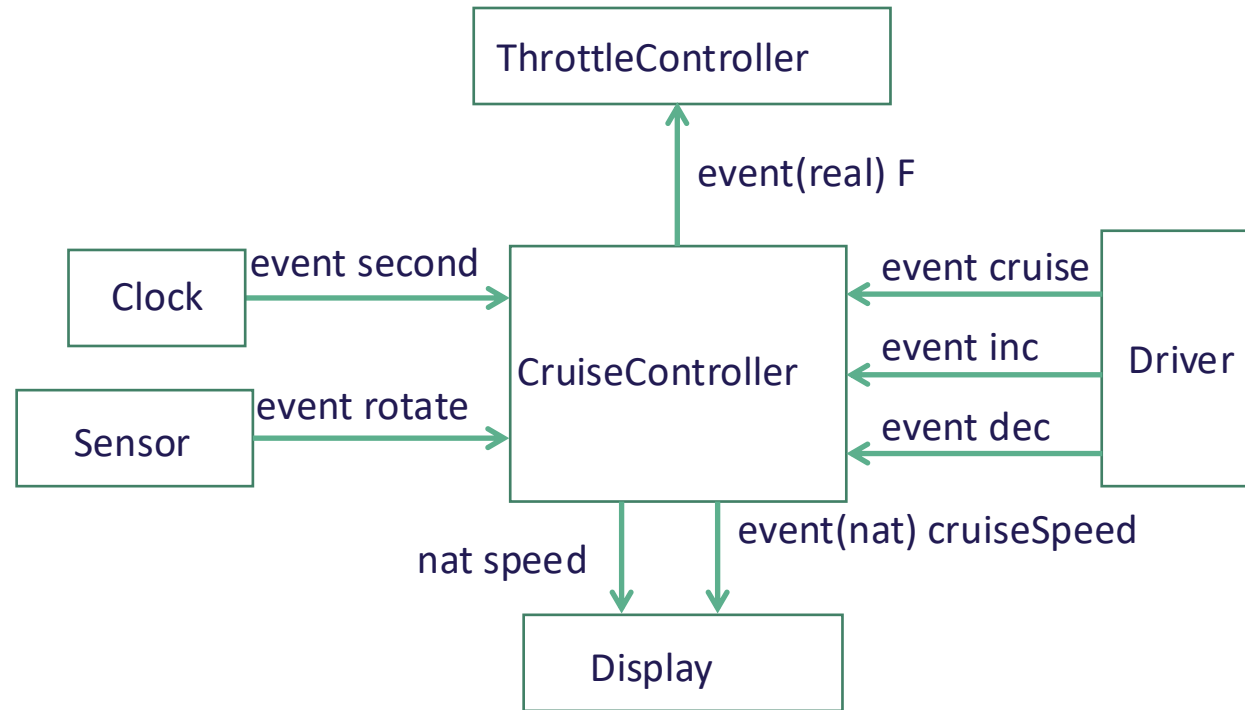 ThrottleController
event(real) F
event second
Clock
event cruise
event inc
CruiseController
Driver
event rotate
Sensor
event dec
nat speed
event(nat) cruiseSpeed
Display